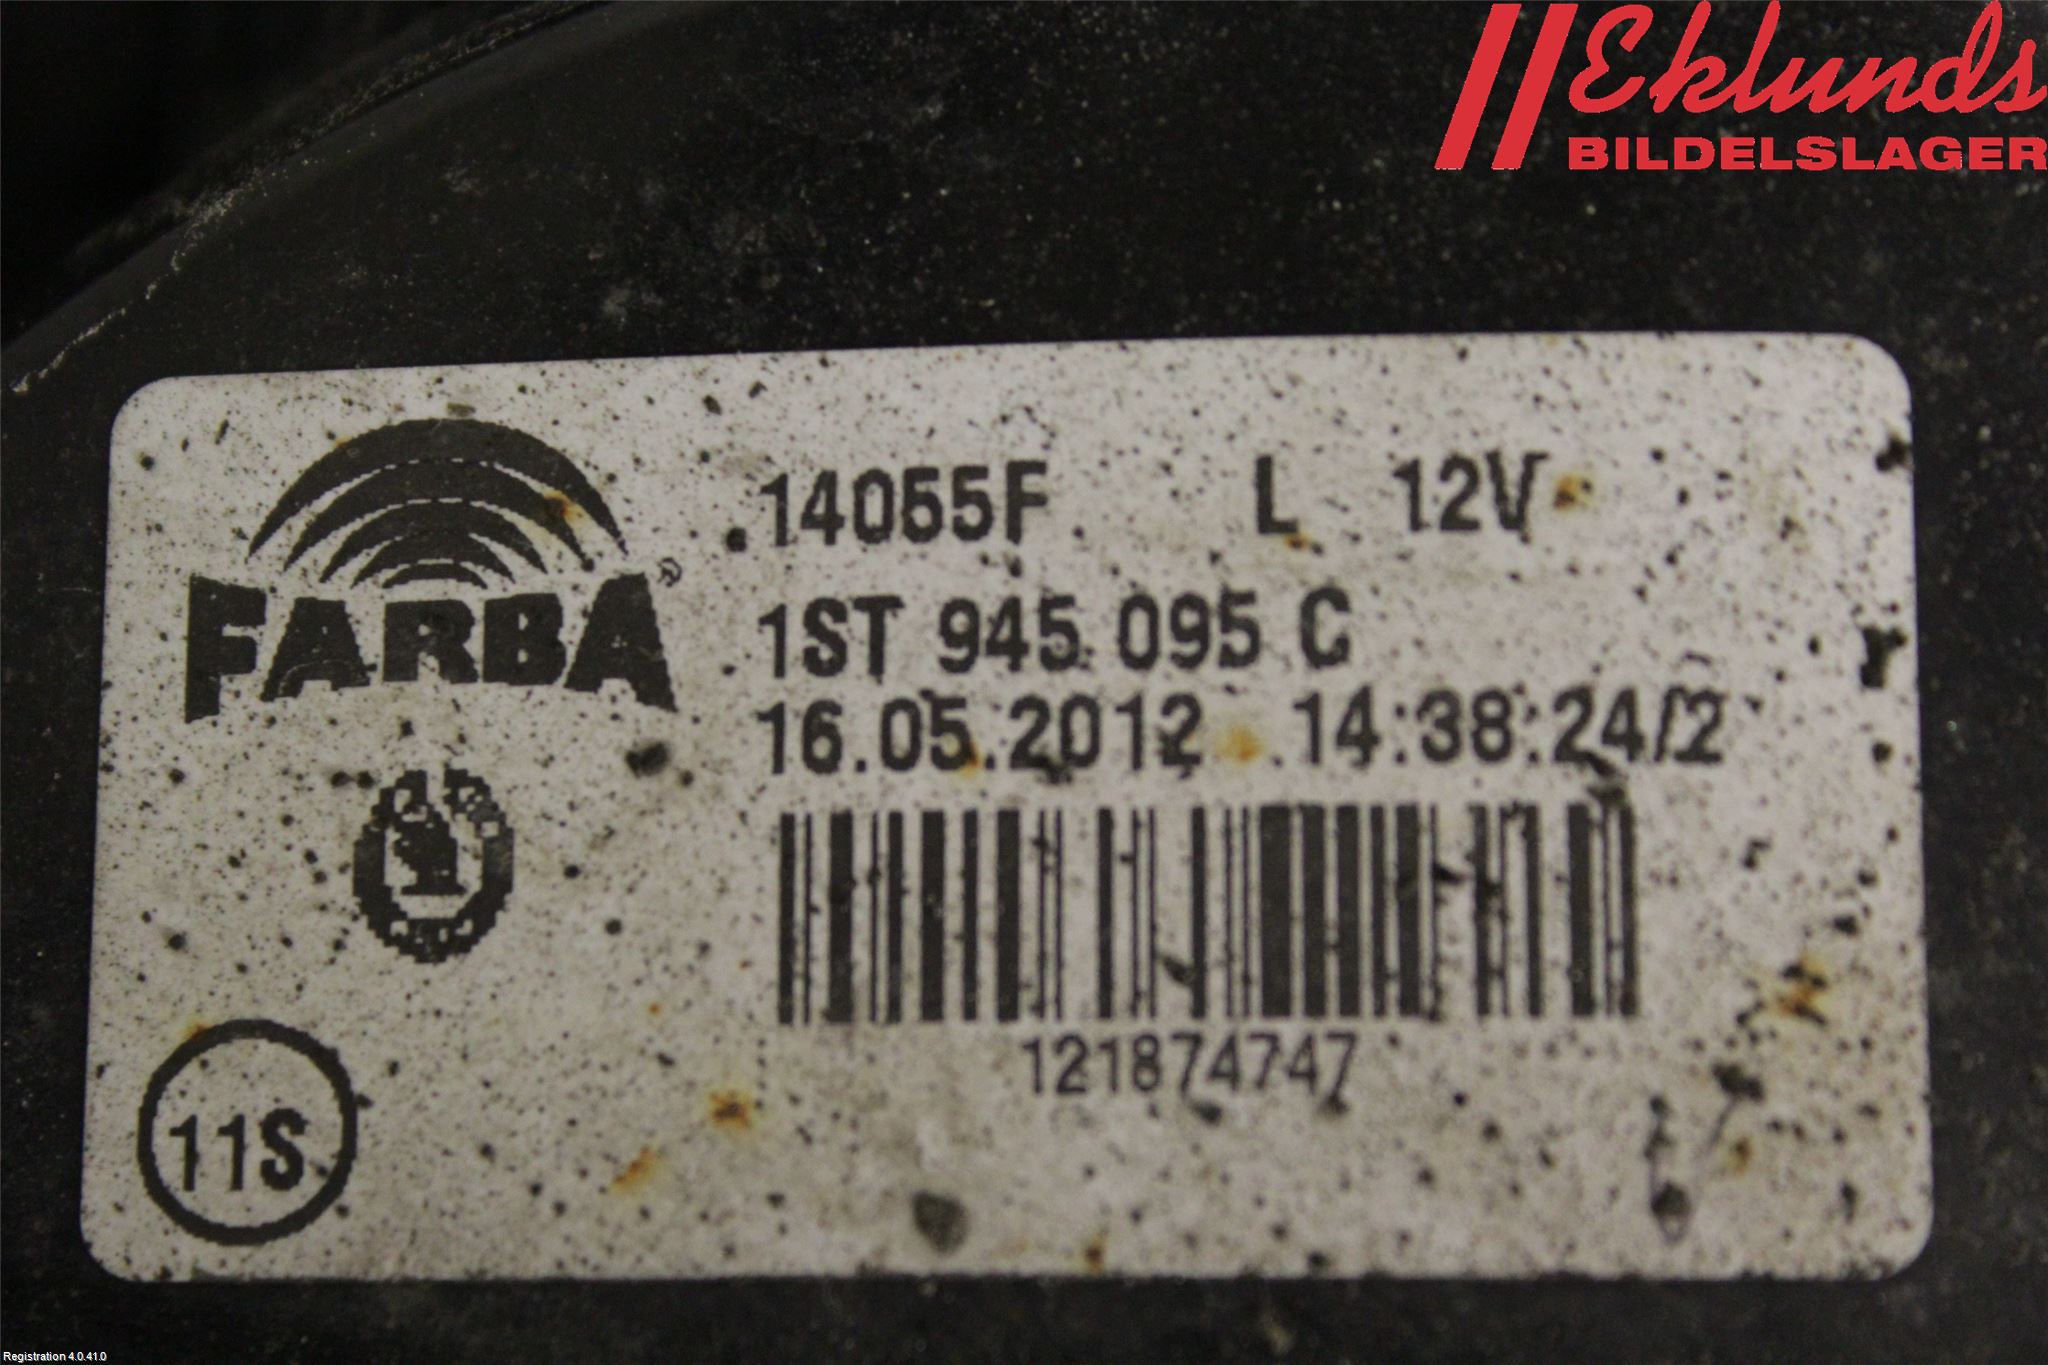 Eklunds
BILDELSLAGER
14055F L 12V
FARBA®
1ST 945 095 C
16.05.2012 14:38:24/2
121874747
11S
Registration 4.0.41.0